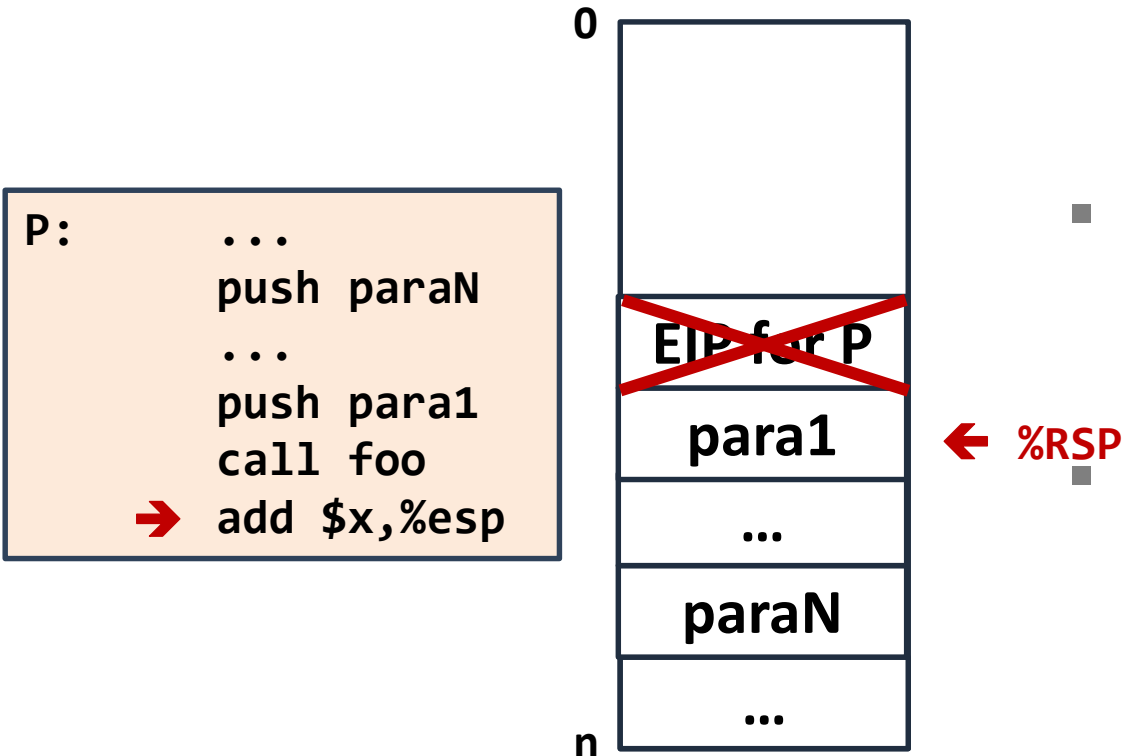 0
P: ...
push paraN
...
push para1
call foo
add $x,%esp
EIP for P
para1
%RSP
...
paraN
...
n